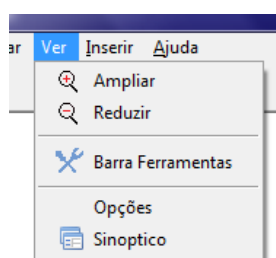 ar Ver Inserir Ajuda
Ampliar
Reduzir
Barra Ferramentas
Opções
Sinoptico